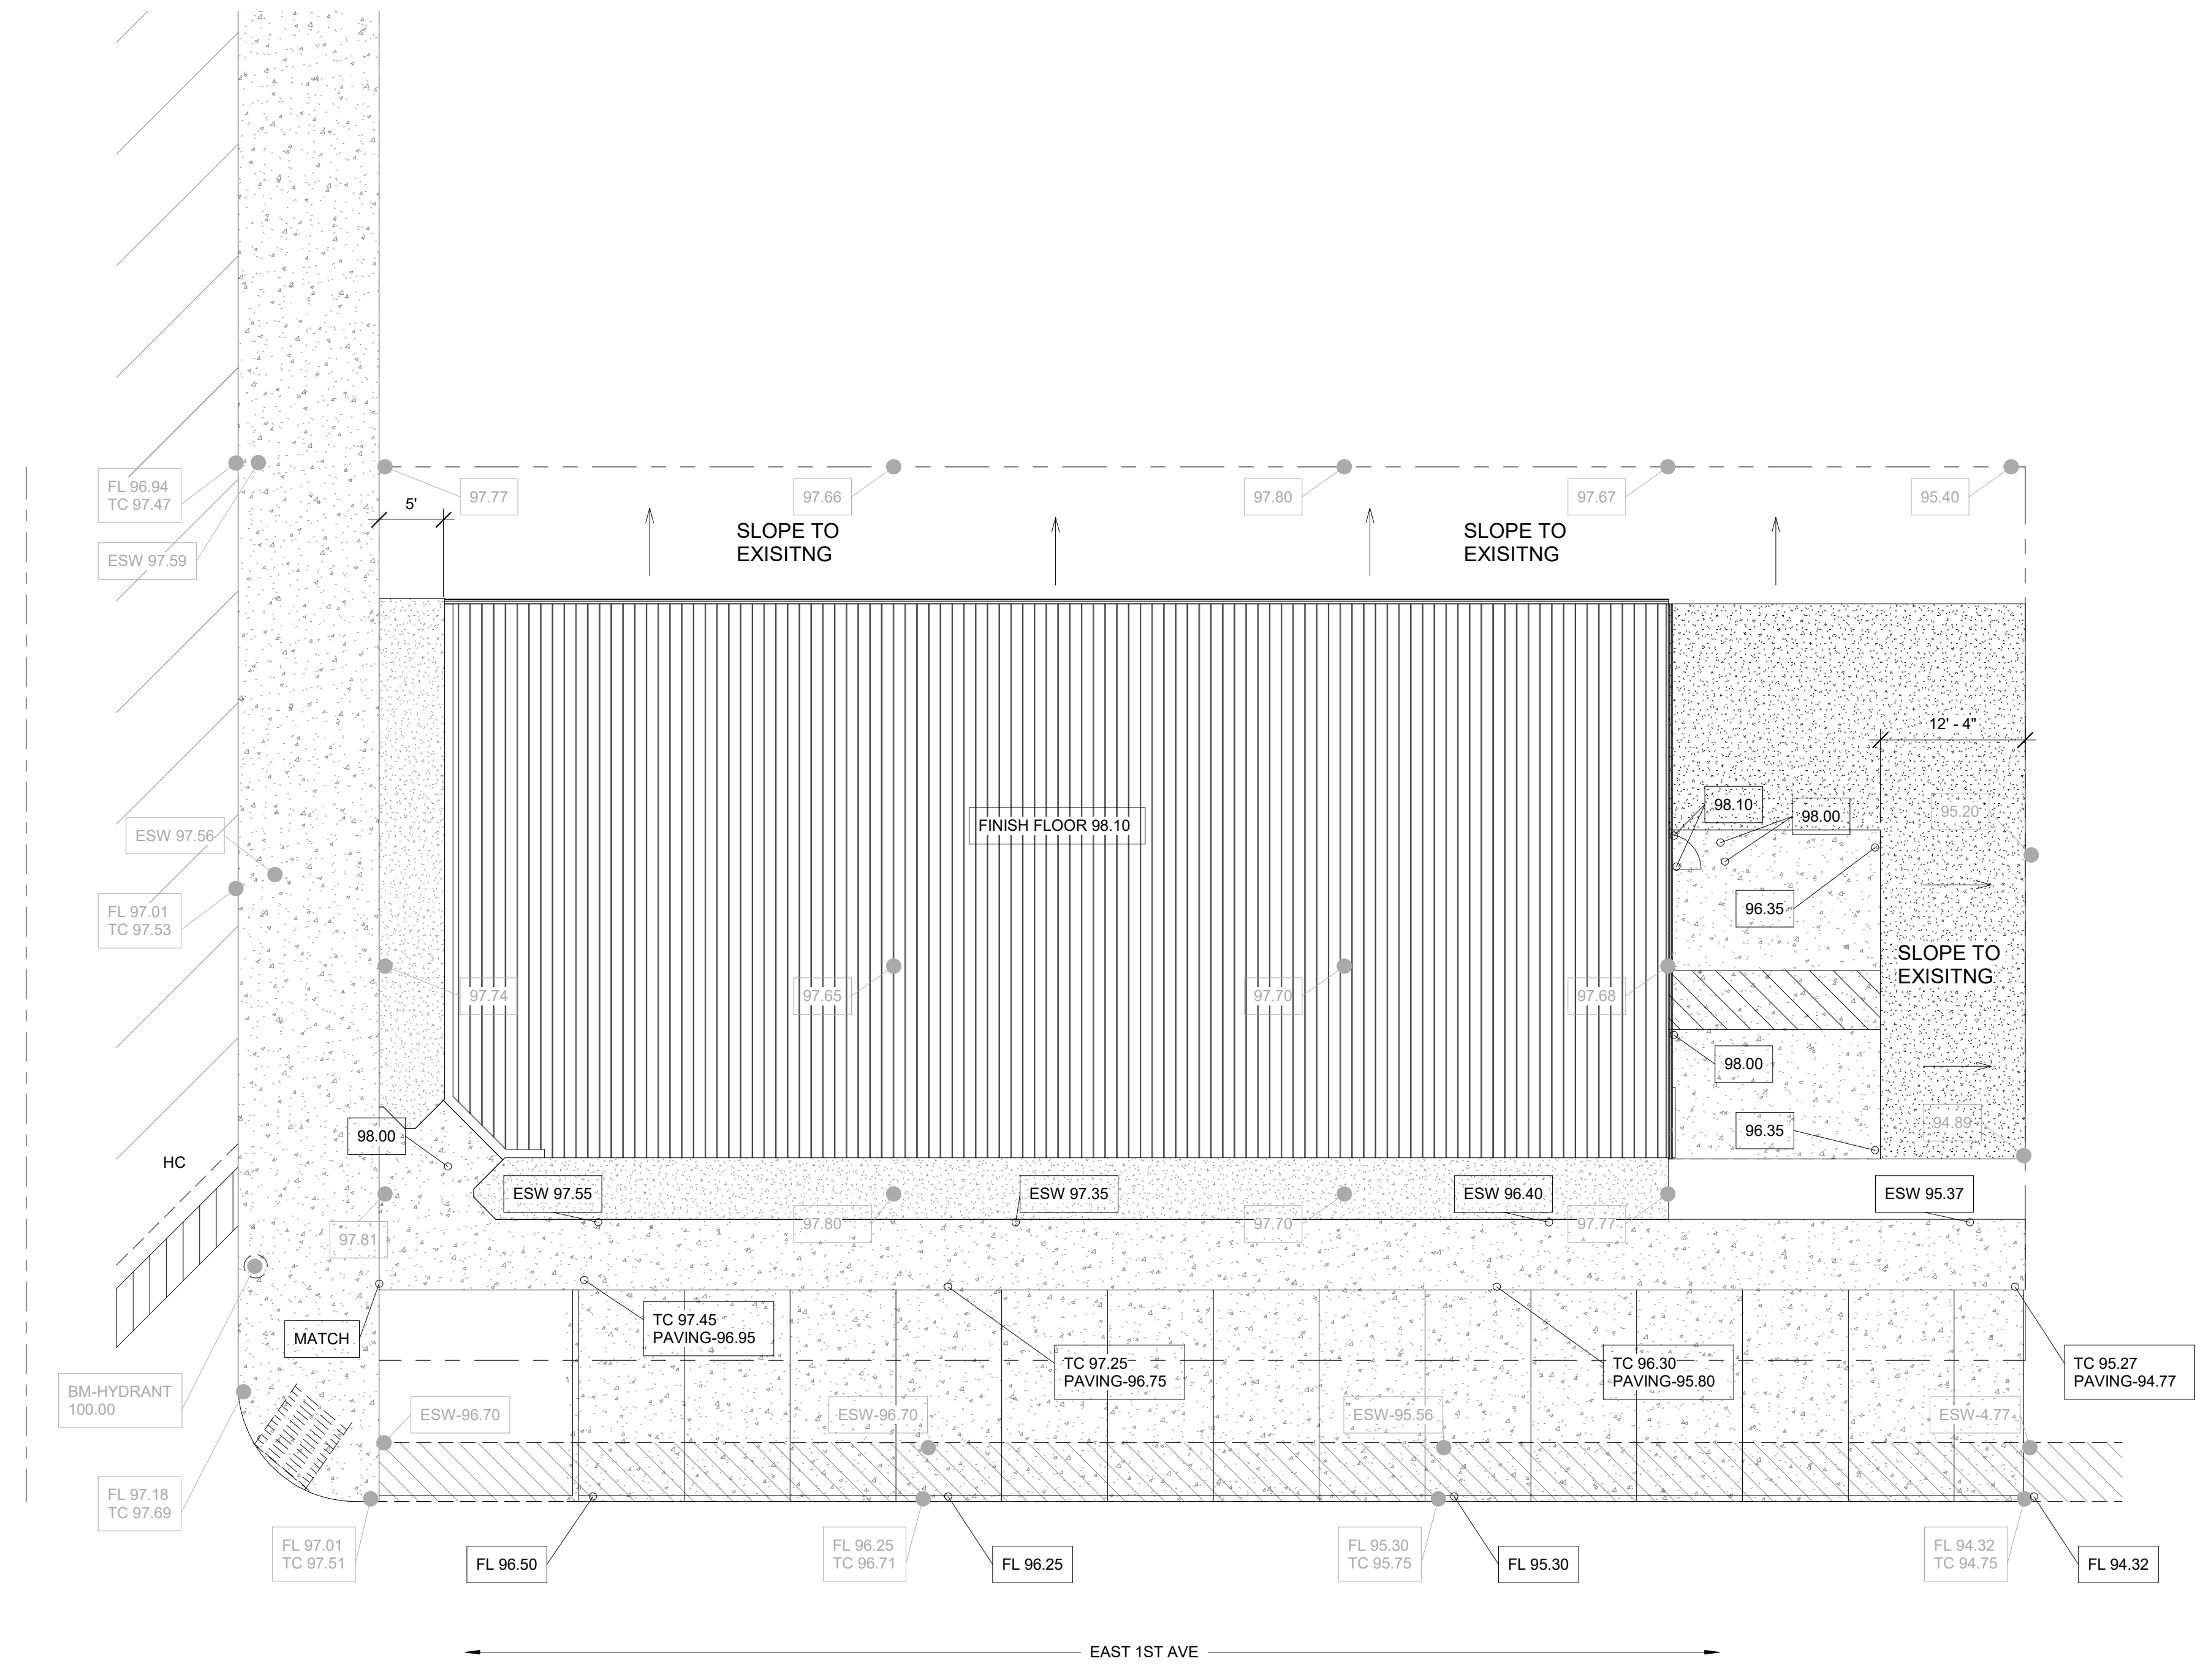 FL 96.94
TC 97.47
ESW 97.59
97.77
97.66
97.80
97.67
95.40
5'
SLOPE TO
EXISITNG
SLOPE TO
EXISITNG
12' - 4"
FINISH FLOOR 98.10
98.10
98.00
95.20
ESW 97.56
FL 97.01
TC 97.53
96.35
SLOPE TO
EXISITNG
97.74
97.65
97.70
97.68
98.00
96.35
94.89
98.00
HC
ESW 97.55
ESW 97.35
ESW 96.40
ESW 95.37
97.81
97.80
97.70
97.77
MATCH
TC 97.45
PAVING-96.95
TC 97.25
PAVING-96.75
TC 96.30
PAVING-95.80
TC 95.27
PAVING-94.77
BM-HYDRANT
100.00
ESW-96.70
ESW-96.70
ESW-95.56
ESW-4.77
FL 97.18
TC 97.69
FL 97.01
TC 97.51
FL 96.50
FL 96.25
TC 96.71
FL 96.25
FL 95.30
TC 95.75
FL 95.30
FL 94.32
TC 94.75
FL 94.32
EAST 1ST AVE